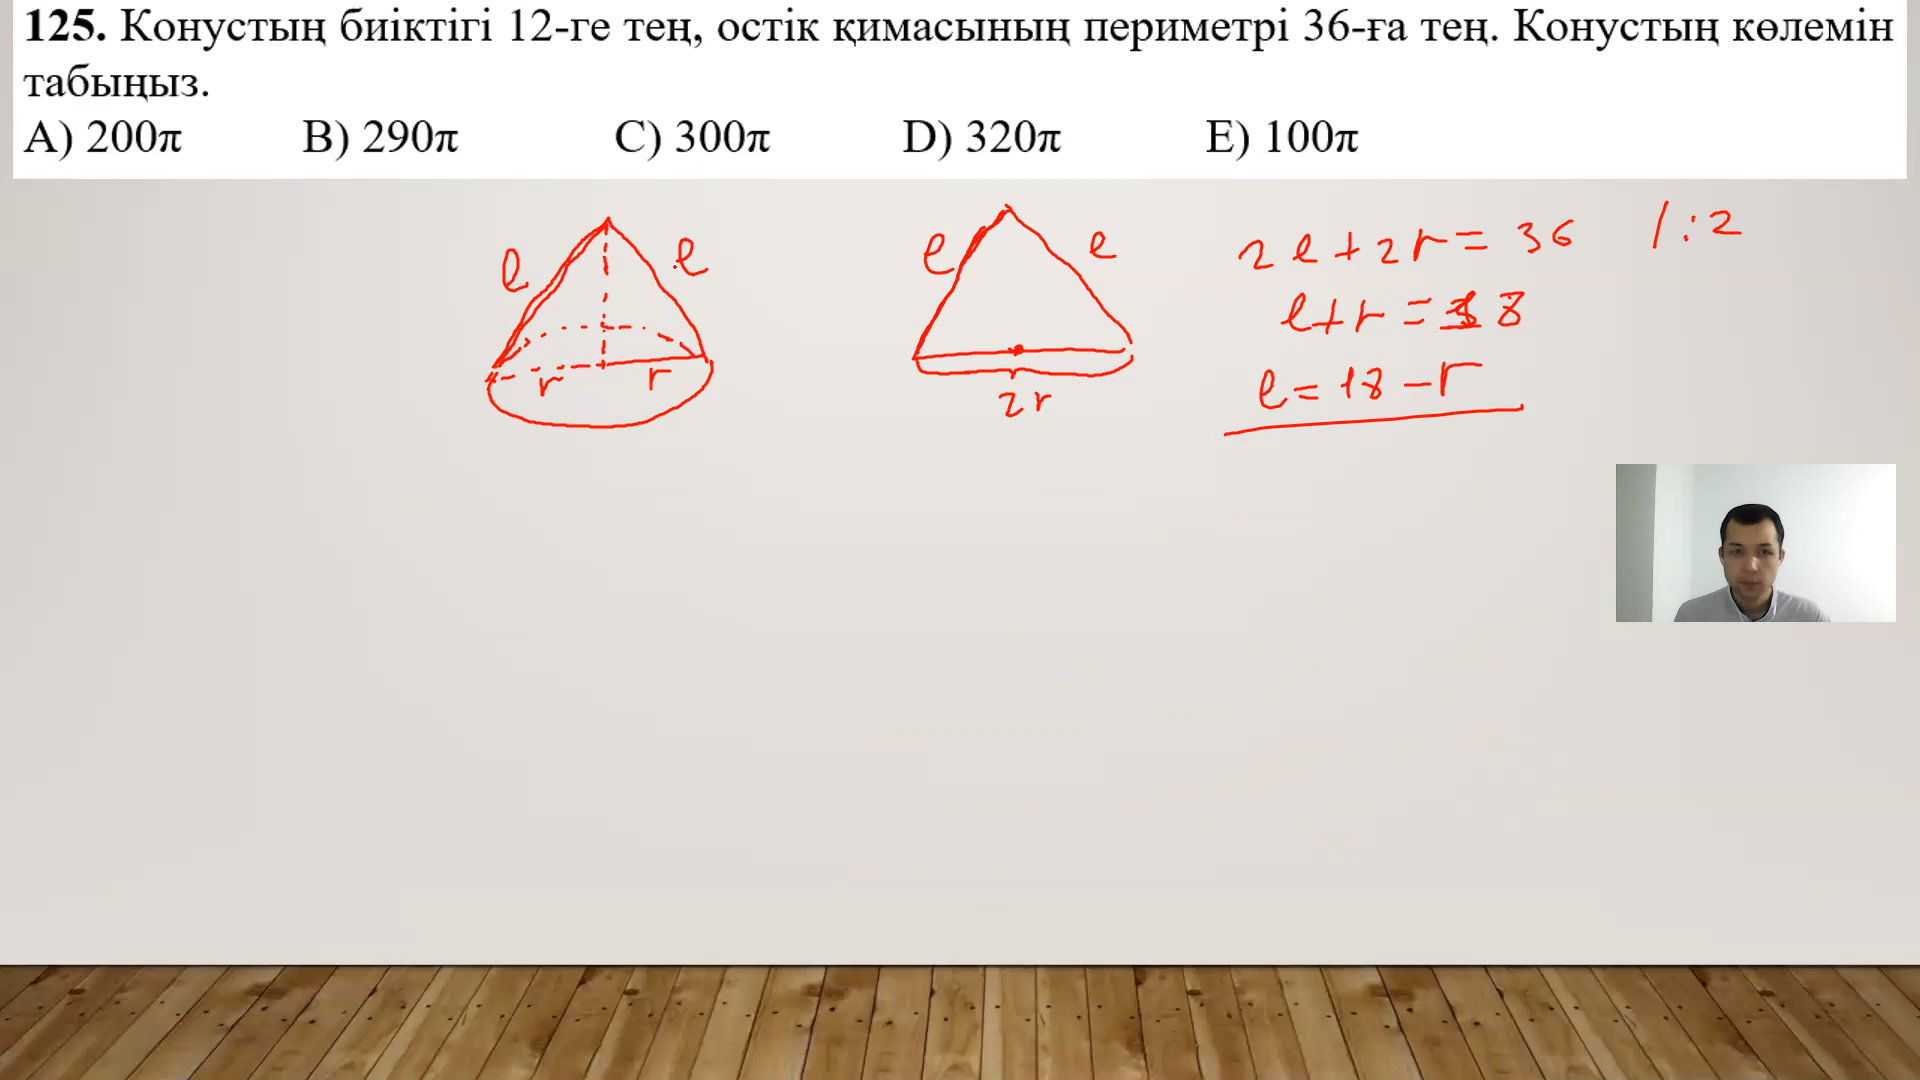 125. Конустың биіктігі 12-ге тең, остік қимасының периметрі 36-ға тең. Конустың көлемін
табыңыз.
A) 200π B) 290π C) 300π D) 320π E) 100π
ℓ ℓ
r r
ℓ ℓ
2r
2ℓ+2r= 36 /:2
ℓ+r = 18
ℓ= 18 -r